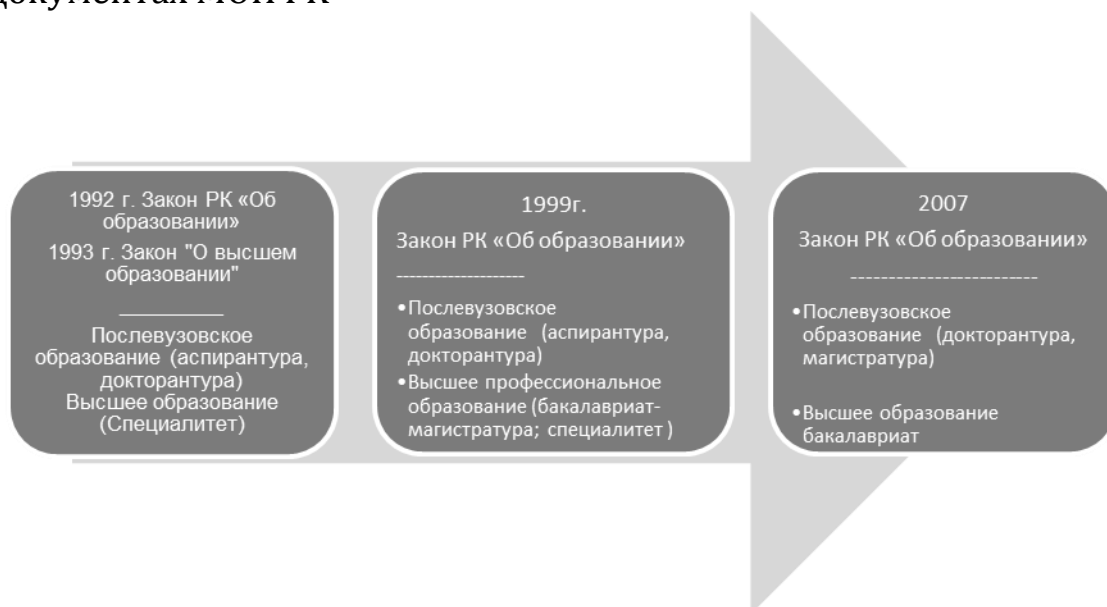 документах МОН РК
1992 г. Закон РК «Об
образовании»
1993 г. Закон "О высшем
образовании"
__________
Послевузовское
образование (аспирантура,
докторантура)
Высшее образование
(Специалитет)
1999г.
Закон РК «Об образовании»
--------------------
•Послевузовское
образование (аспирантура,
докторантура)
•Высшее профессиональное
образование (бакалавриат-
магистратура; специалитет )
2007
Закон РК «Об образовании»
--------------------------
•Послевузовское
образование (докторантура,
магистратура)
•Высшее образование
бакалавриат